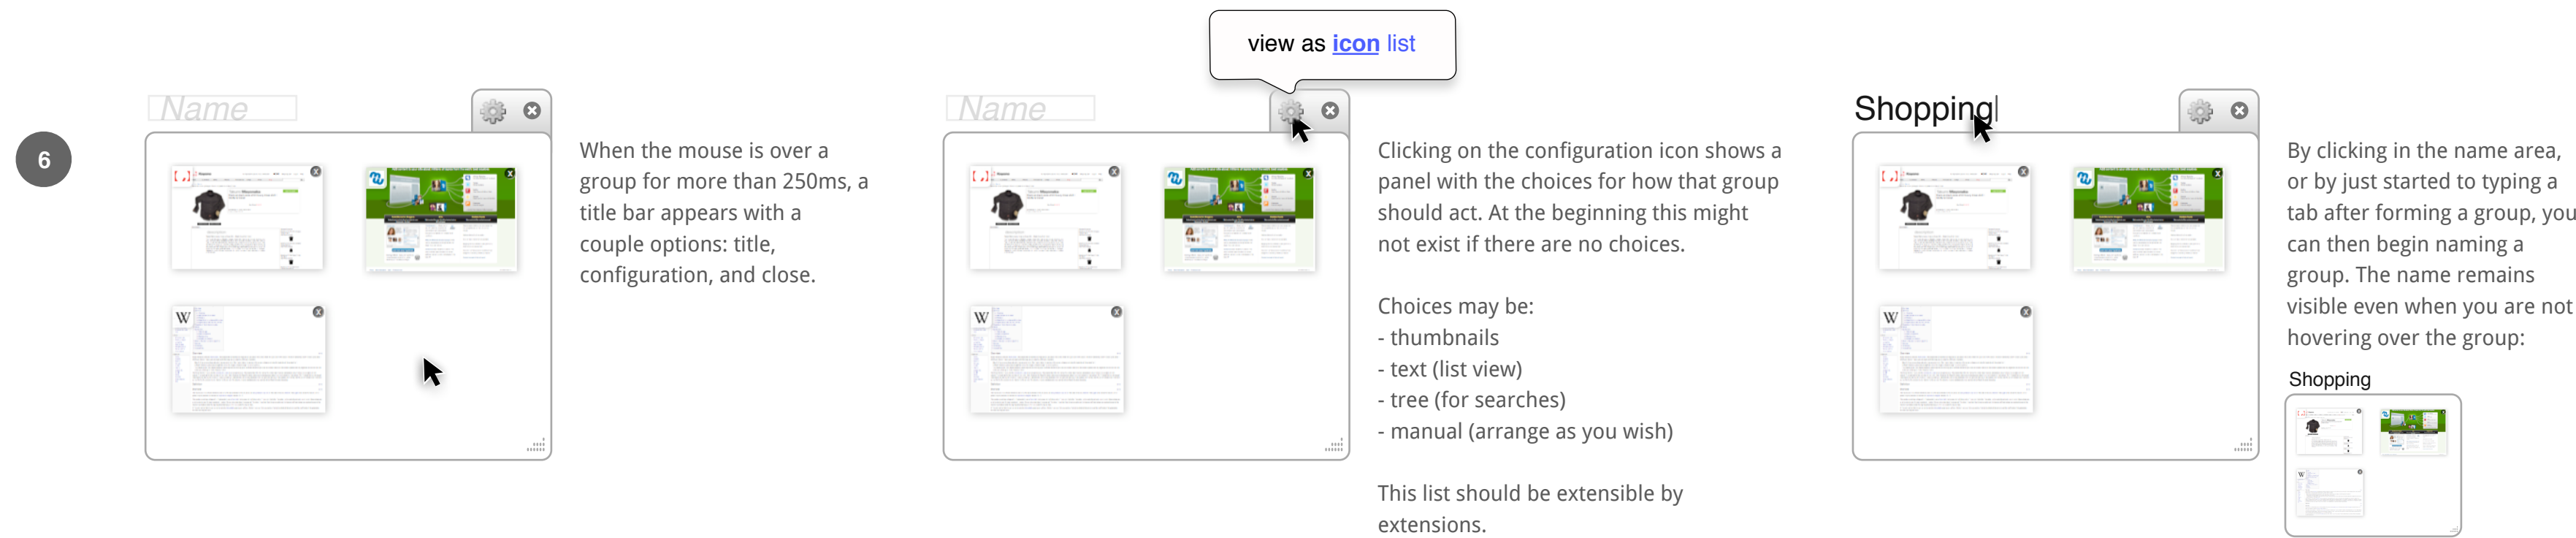 6
Name
When the mouse is over a
group for more than 250ms, a
title bar appears with a
couple options: title,
configuration, and close.
view as icon list
Name
Clicking on the configuration icon shows a
panel with the choices for how that group
should act. At the beginning this might
not exist if there are no choices.
Choices may be:
- thumbnails
- text (list view)
- tree (for searches)
- manual (arrange as you wish)
This list should be extensible by
extensions.
Shopping
By clicking in the name area,
or by just started to typing a
tab after forming a group, you
can then begin naming a
group. The name remains
visible even when you are not
hovering over the group:
Shopping